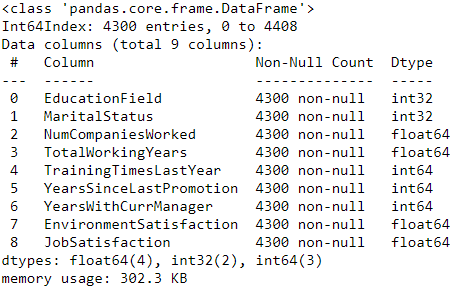 <class 'pandas.core.frame.DataFrame'>
Int64Index: 4300 entries, 0 to 4408
Data columns (total 9 columns):
 #   Column                   Non-Null Count  Dtype
---  ------                   --------------  -----
 0   EducationField           4300 non-null   int32
 1   MaritalStatus            4300 non-null   int32
 2   NumCompaniesWorked       4300 non-null   float64
 3   TotalWorkingYears        4300 non-null   float64
 4   TrainingTimesLastYear    4300 non-null   int64
 5   YearsSinceLastPromotion  4300 non-null   int64
 6   YearsWithCurrManager     4300 non-null   int64
 7   EnvironmentSatisfaction  4300 non-null   float64
 8   JobSatisfaction          4300 non-null   float64
dtypes: float64(4), int32(2), int64(3)
memory usage: 302.3 KB